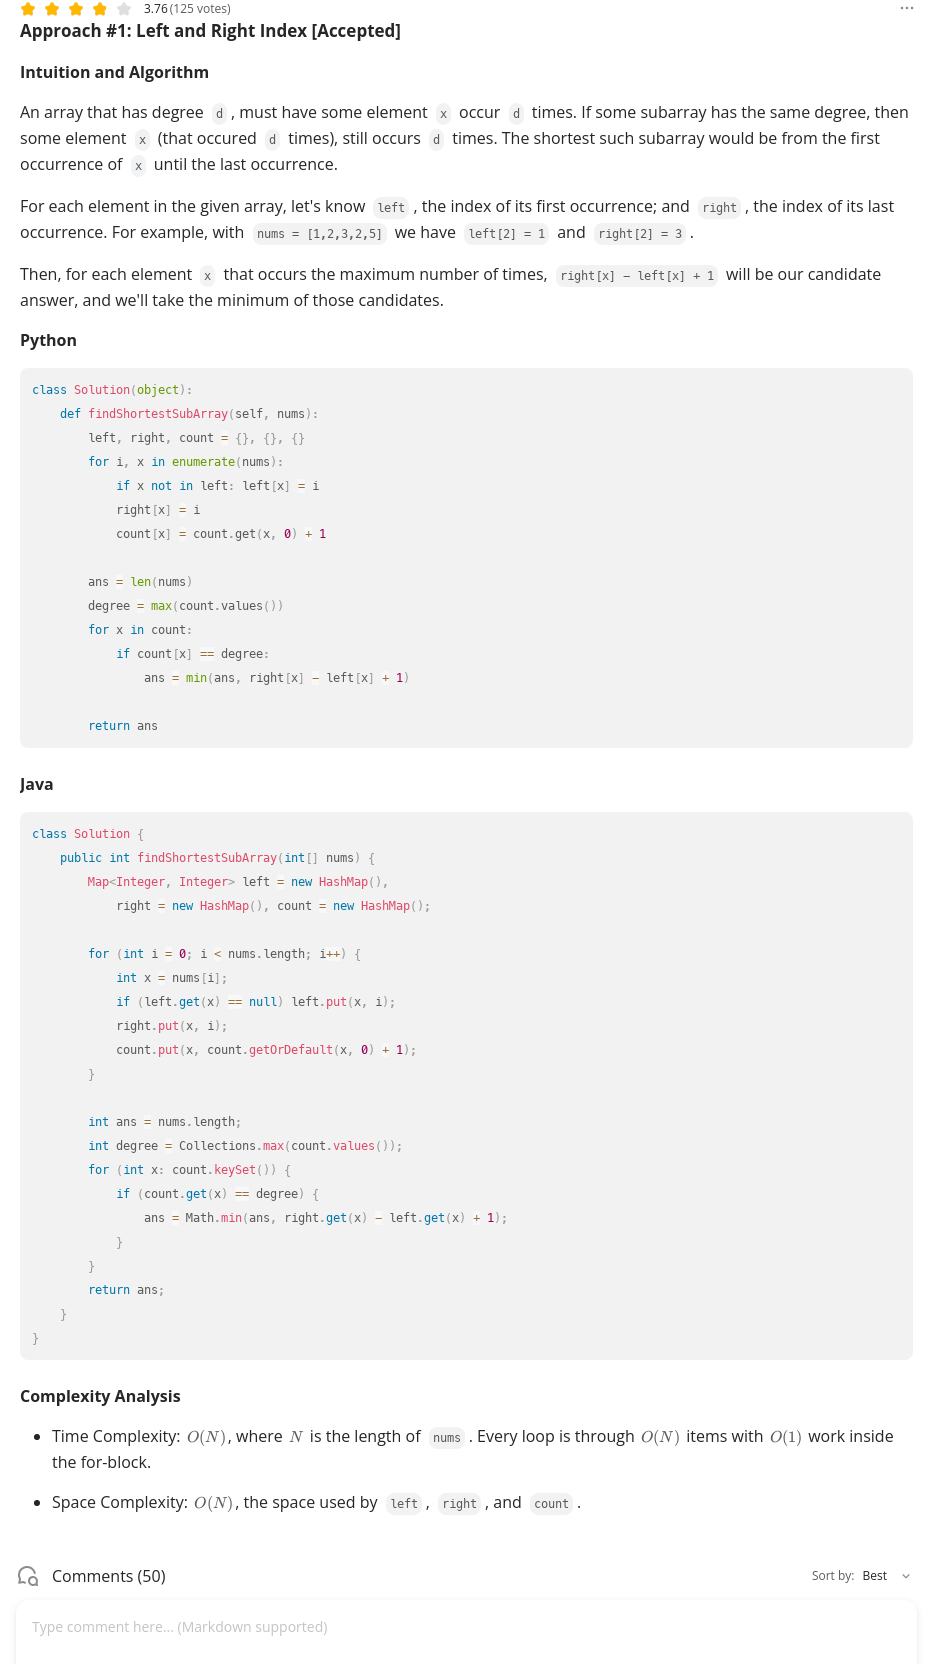 3.76(125 votes)
Approach #1: Left and Right Index [Accepted]
Intuition and Algorithm
An array that has degree d , must have some element x occur d times. If some subarray has the same degree, then
some element x (that occured d times), still occurs d times. The shortest such subarray would be from the first
occurrence of x until the last occurrence.
For each element in the given array, let's know left , the index of its first occurrence; and right , the index of its last
occurrence. For example, with nums = [1,2,3,2,5] we have left[2] = 1 and right[2] = 3 .
Then, for each element x that occurs the maximum number of times, right[x] - left[x] + 1 will be our candidate
answer, and we'll take the minimum of those candidates.
Python
class Solution(object):
    def findShortestSubArray(self, nums):
        left, right, count = {}, {}, {}
        for i, x in enumerate(nums):
            if x not in left: left[x] = i
            right[x] = i
            count[x] = count.get(x, 0) + 1
        ans = len(nums)
        degree = max(count.values())
        for x in count:
            if count[x] == degree:
                ans = min(ans, right[x] - left[x] + 1)
        return ans
Java
class Solution {
    public int findShortestSubArray(int[] nums) {
        Map<Integer, Integer> left = new HashMap(),
            right = new HashMap(), count = new HashMap();
        for (int i = 0; i < nums.length; i++) {
            int x = nums[i];
            if (left.get(x) == null) left.put(x, i);
            right.put(x, i);
            count.put(x, count.getOrDefault(x, 0) + 1);
        }
        int ans = nums.length;
        int degree = Collections.max(count.values());
        for (int x: count.keySet()) {
            if (count.get(x) == degree) {
                ans = Math.min(ans, right.get(x) - left.get(x) + 1);
            }
        }
        return ans;
    }
}
Complexity Analysis
• Time Complexity: O(N), where N is the length of nums . Every loop is through O(N) items with O(1) work inside
the for-block.
• Space Complexity: O(N), the space used by left , right , and count .
Comments (50) Sort by: Best
Type comment here... (Markdown supported)